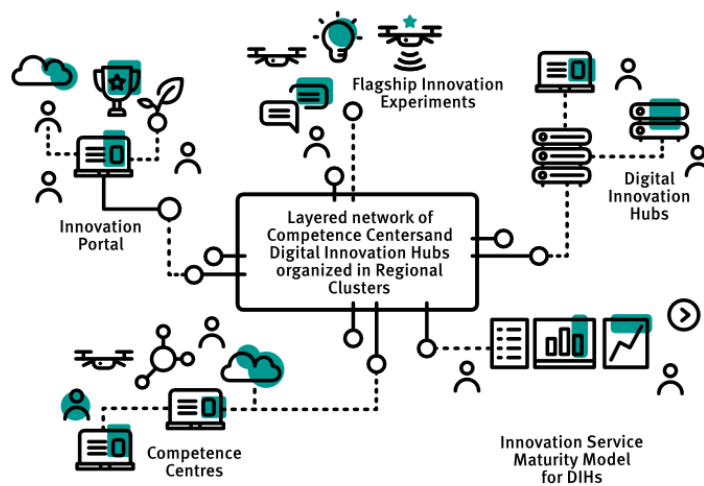 Flagship Innovation
Experiments
Innovation
Portal
Digital
Innovation
Hubs
Layered network of
Competence Centersand
Digital Innovation Hubs
organized in Regional
Clusters
Competence
Centres
Innovation Service
Maturity Model
for DIHs